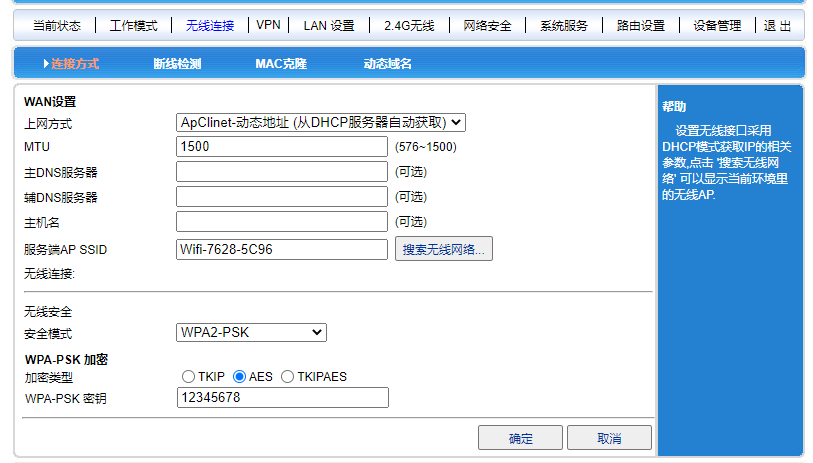 当前状态 工作模式 无线连接 VPN LAN 设置 2.4G无线 网络安全 系统服务 路由设置 设备管理 退 出
连接方式 断线检测 MAC克隆 动态域名
WAN设置
上网方式 ApClinet-动态地址 (从DHCP服务器自动获取)
MTU 1500 (576~1500)
主DNS服务器 (可选)
辅DNS服务器 (可选)
主机名 (可选)
服务端AP SSID Wifi-7628-5C96 搜索无线网络...
无线连接:
无线安全
安全模式 WPA2-PSK
WPA-PSK 加密
加密类型 TKIP AES TKIPAES
WPA-PSK 密钥 12345678
确定 取消
帮助
设置无线接口采用
DHCP模式获取IP的相关
参数,点击 '搜索无线网
络' 可以显示当前环境里
的无线AP.